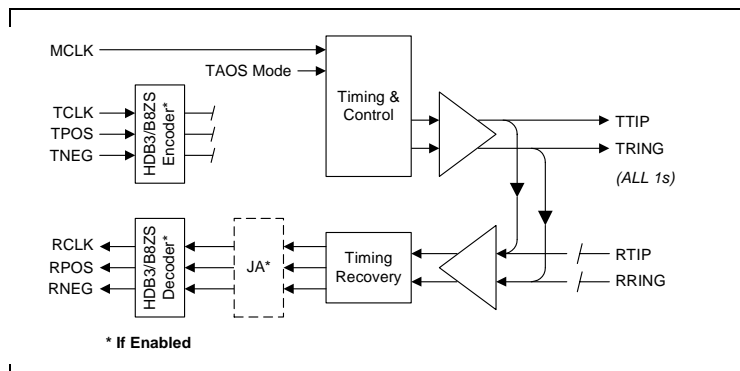 MCLK
TAOS Mode
Timing &
Control
TCLK
TPOS
TNEG
HDB3/B8ZS
Encoder*
TTIP
TRING
(ALL 1s)
RCLK
RPOS
RNEG
HDB3/B8ZS
Decoder*
JA*
Timing
Recovery
RTIP
RRING
* If Enabled